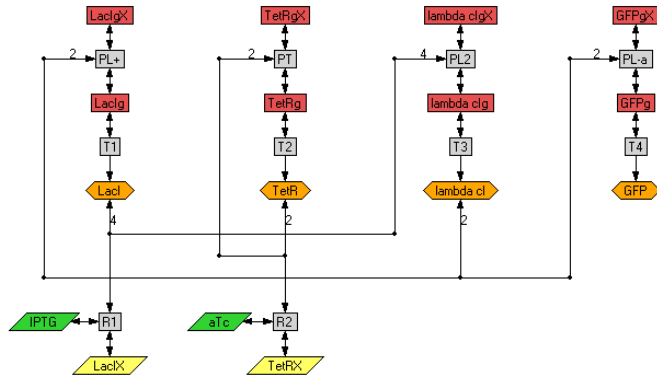 LacIgX TetRgX lambda cIgX GFPgX
2 PL+ 2 PT 4 PL2 2 PL-a
LacIg TetRg lambda cIg GFPg
T1 T2 T3 T4
LacI TetR lambda cI GFP
4 2 2
IPTG R1 aTc R2
LacIX TetRX